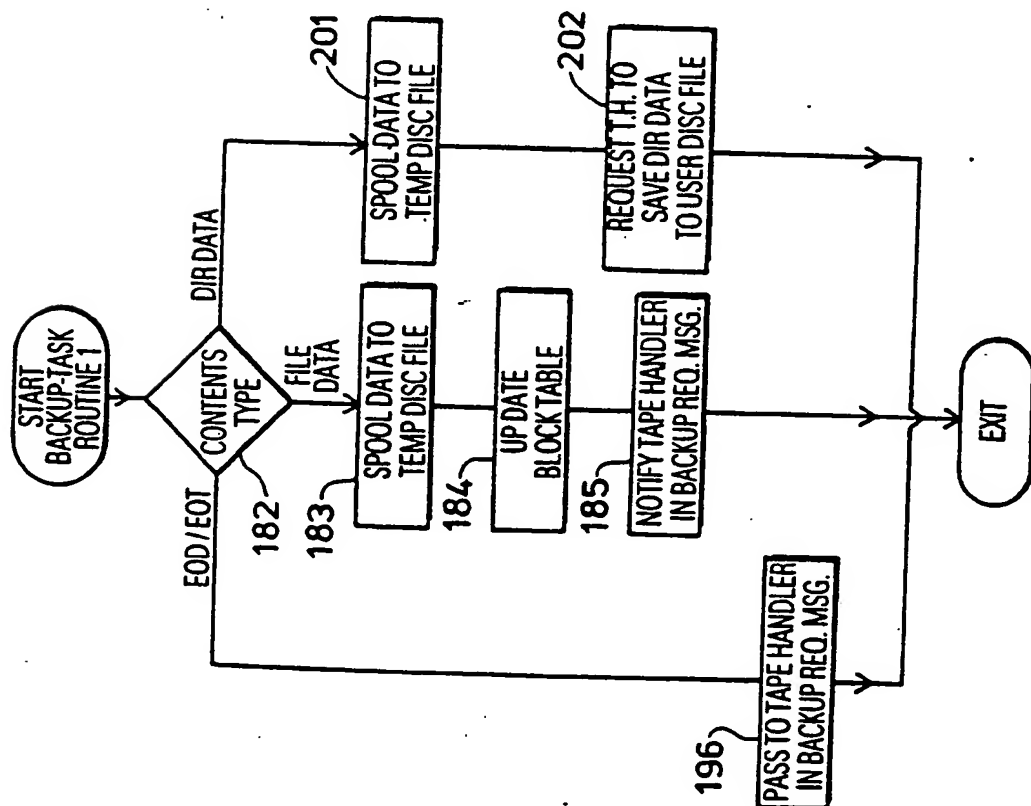 START
BACKUP-TASK
ROUTINE 1
CONTENTS
TYPE
182
EOD / EOT
FILE
DATA
DIR DATA
183
SPOOL DATA TO
TEMP DISC FILE
184
UPDATE
BLOCK TABLE
185
NOTIFY TAPE HANDLER
IN BACKUP REQ. MSG.
201
SPOOL DATA TO
TEMP DISC FILE
202
REQUEST T.H. TO
SAVE DIR DATA
TO USER DISC FILE
196
PASS TO TAPE HANDLER
IN BACKUP REQ. MSG.
EXIT